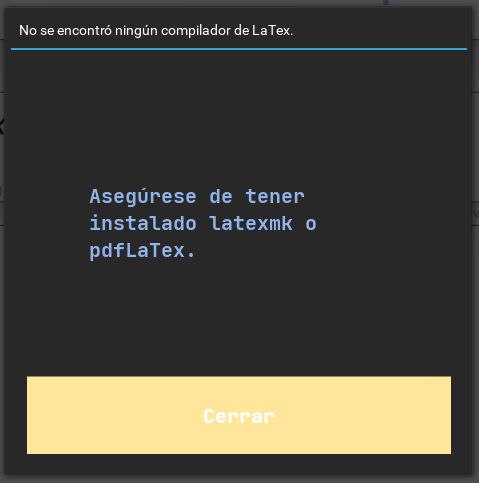 No se encontró ningún compilador de LaTex.
Asegúrese de tener
instalado latexmk o
pdfLaTex.
Cerrar